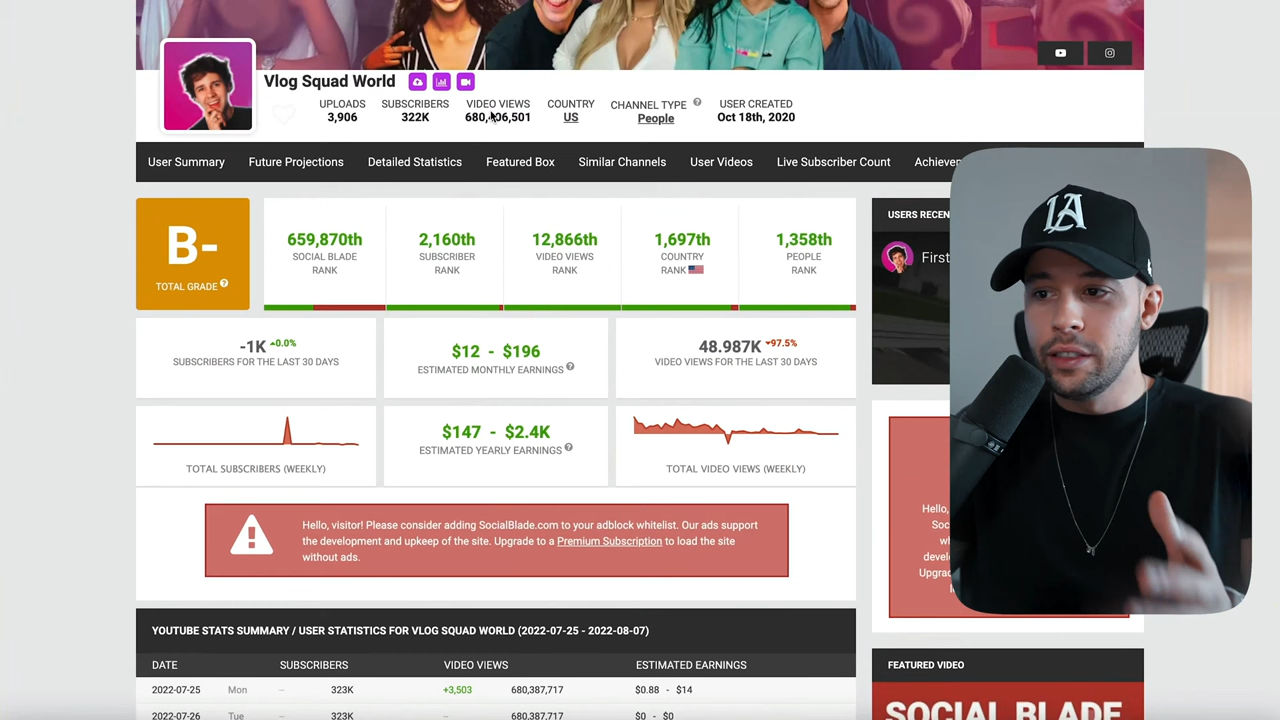 Vlog Squad World
UPLOADS SUBSCRIBERS VIDEO VIEWS COUNTRY CHANNEL TYPE USER CREATED
3,906 322K 680,406,501 US People Oct 18th, 2020
User Summary Future Projections Detailed Statistics Featured Box Similar Channels User Videos Live Subscriber Count
B-
TOTAL GRADE
659,870th 2,160th 12,866th 1,697th 1,358th
SOCIAL BLADE SUBSCRIBER VIDEO VIEWS COUNTRY PEOPLE
RANK RANK RANK RANK RANK
USERS
First
LA
-1K 0.0%
SUBSCRIBERS FOR THE LAST 30 DAYS
$12 - $196
ESTIMATED MONTHLY EARNINGS
48.987K 97.5%
VIDEO VIEWS FOR THE LAST 30 DAYS
TOTAL SUBSCRIBERS (WEEKLY)
$147 - $2.4K
ESTIMATED YEARLY EARNINGS
TOTAL VIDEO VIEWS (WEEKLY)
Hello, visitor! Please consider adding SocialBlade.com to your adblock whitelist. Our ads support
the development and upkeep of the site. Upgrade to a Premium Subscription to load the site
without ads.
Hello,
YOUTUBE STATS SUMMARY / USER STATISTICS FOR VLOG SQUAD WORLD (2022-07-25 - 2022-08-07)
DATE SUBSCRIBERS VIDEO VIEWS ESTIMATED EARNINGS
2022-07-25 Mon -- 323K +3,503 680,387,717 $0.88 - $14
2022-07-26 Tue -- 323K -- 680,387,717 $0 - $0
FEATURED VIDEO
SOCIAL BLADE